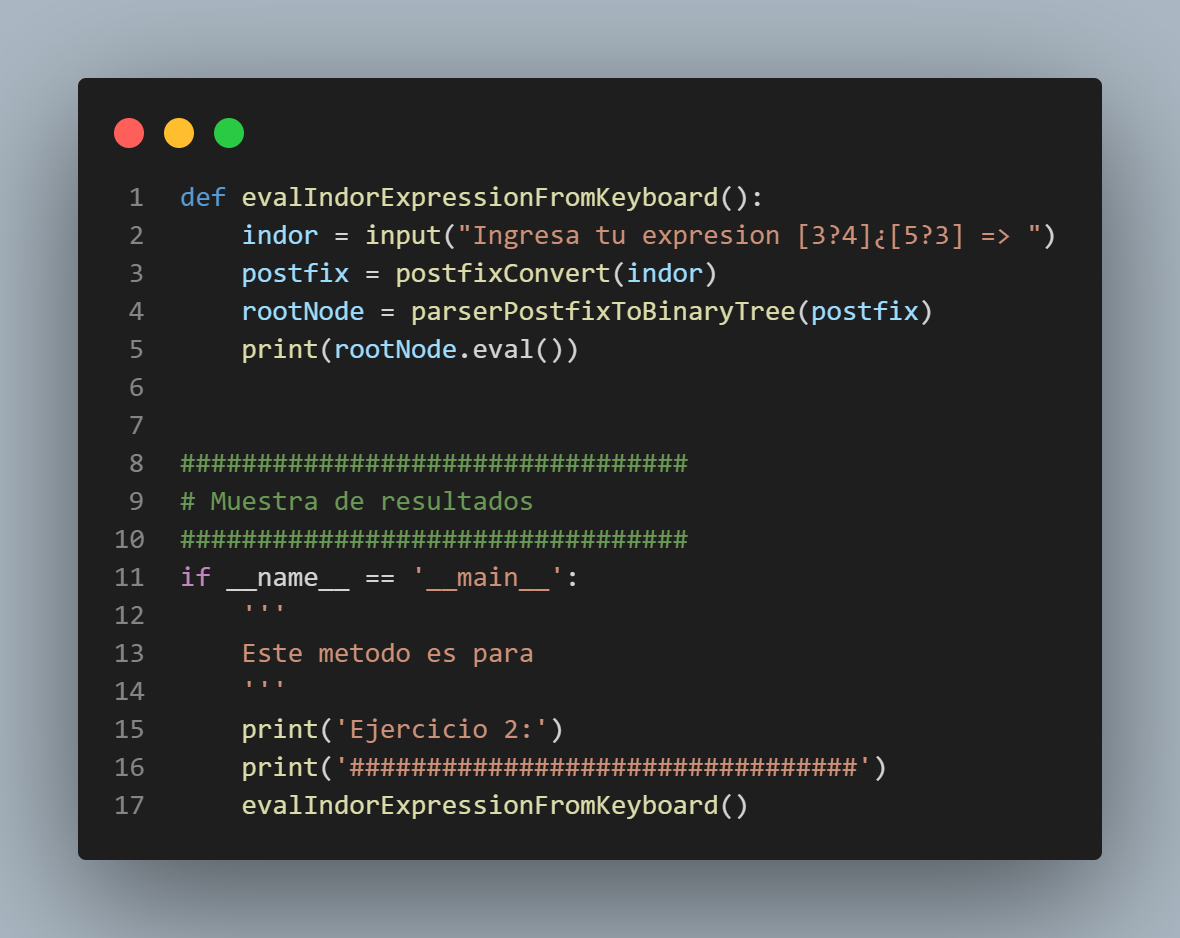 1 def evalIndorExpressionFromKeyboard():
2     indor = input("Ingresa tu expresion [3?4]¿[5?3] => ")
3     postfix = postfixConvert(indor)
4     rootNode = parserPostfixToBinaryTree(postfix)
5     print(rootNode.eval())
6
7
8 #################################
9 # Muestra de resultados
10 #################################
11 if __name__ == '__main__':
12     '''
13     Este metodo es para
14     '''
15     print('Ejercicio 2:')
16     print('#################################')
17     evalIndorExpressionFromKeyboard()